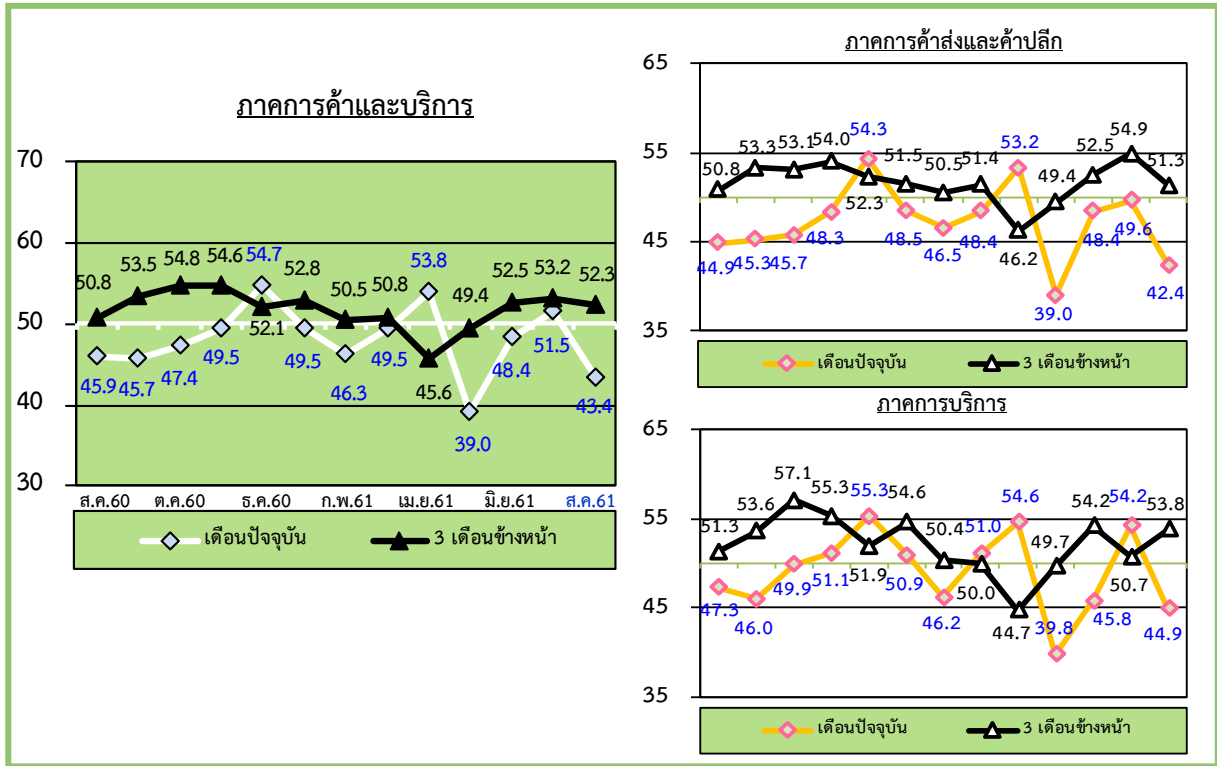 ภาคการค้าและบริการ
70
60
50
40
30
50.8 53.5 54.8 54.6 54.7 52.8 50.5 50.8 53.8 49.4 52.5 53.2 52.3
45.9 45.7 47.4 49.5 52.1 49.5 46.3 49.5 45.6 39.0 48.4 51.5 43.4
ส.ค.60 ต.ค.60 ธ.ค.60 ก.พ.61 เม.ย.61 มิ.ย.61 ส.ค.61
เดือนปัจจุบัน 3 เดือนข้างหน้า
ภาคการค้าส่งและค้าปลีก
65
55
45
35
50.8 53.3 53.1 54.0 54.3 51.5 50.5 51.4 53.2 49.4 52.5 54.9 51.3
44.9 45.3 45.7 48.3 52.3 48.5 46.5 48.4 46.2 39.0 48.4 49.6 42.4
เดือนปัจจุบัน 3 เดือนข้างหน้า
ภาคการบริการ
65
55
45
35
51.3 53.6 57.1 55.3 55.3 54.6 50.4 51.0 54.6 49.7 54.2 54.2 53.8
47.3 46.0 49.9 51.1 51.9 50.9 46.2 50.0 44.7 39.8 45.8 50.7 44.9
เดือนปัจจุบัน 3 เดือนข้างหน้า